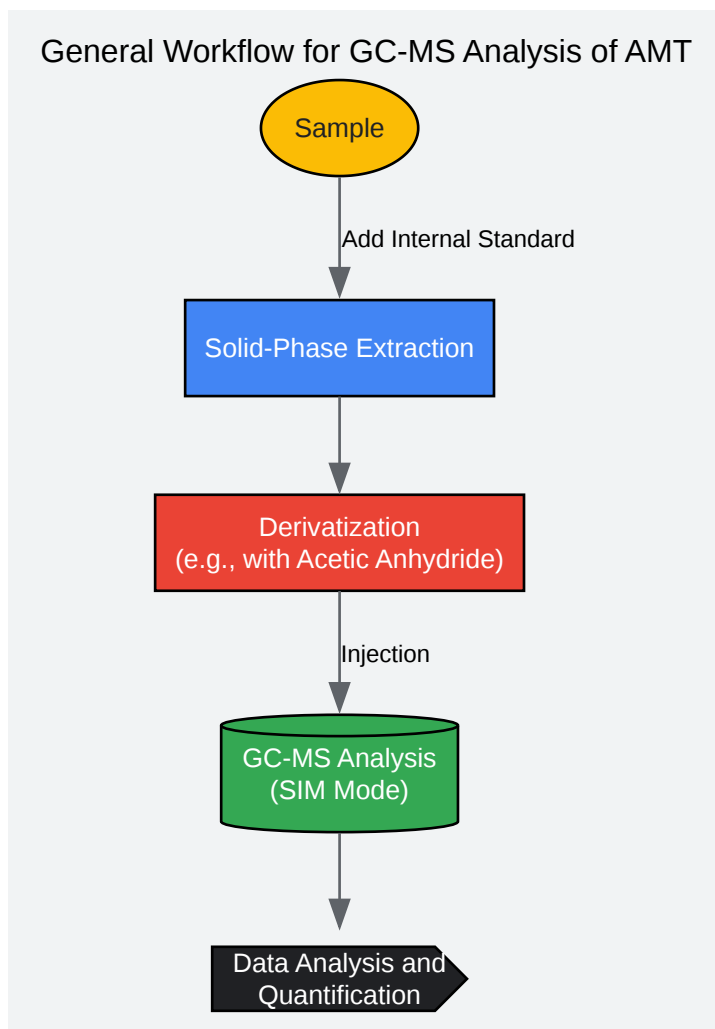 General Workflow for GC-MS Analysis of AMT
Sample
Add Internal Standard
Solid-Phase Extraction
Derivatization
(e.g., with Acetic Anhydride)
Injection
GC-MS Analysis
(SIM Mode)
Data Analysis and
Quantification